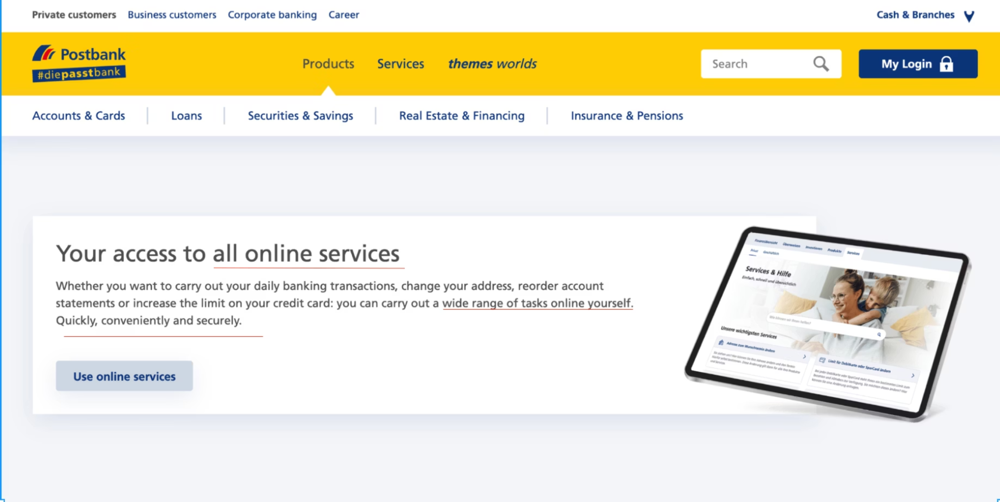 Private customers Business customers Corporate banking Career Cash & Branches
Postbank
#diepasstbank
Products Services themes worlds Search My Login
Accounts & Cards Loans Securities & Savings Real Estate & Financing Insurance & Pensions
Your access to all online services
Whether you want to carry out your daily banking transactions, change your address, reorder account
statements or increase the limit on your credit card: you can carry out a wide range of tasks online yourself.
Quickly, conveniently and securely.
Use online services
Finanzübersicht Überweisen Investieren Produkte Services
Privat Geschäftlich
Services & Hilfe
Einfach, schnell und übersichtlich
Wie können wir Ihnen helfen?
Unsere wichtigsten Services
Adresse zum Wunschtermin ändern
Limit für Debitkarte oder SparCard ändern